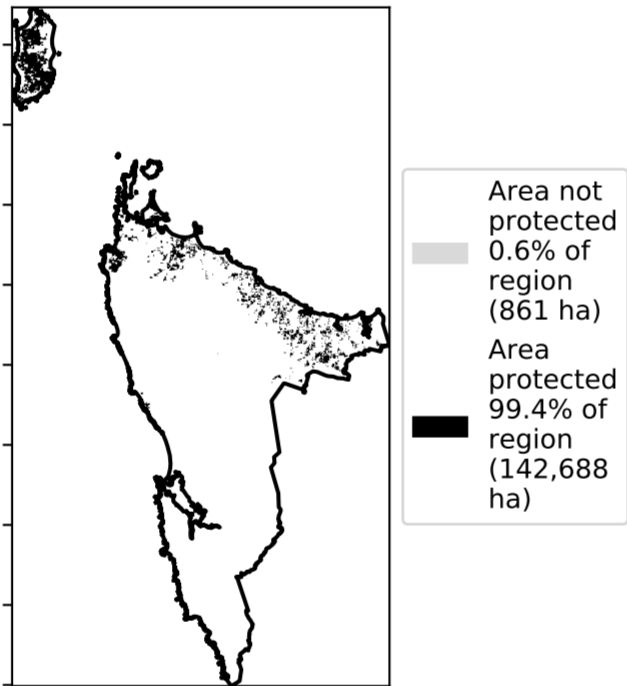 Area not
protected
0.6% of
region
(861 ha)
Area
protected
99.4% of
region
(142,688
ha)